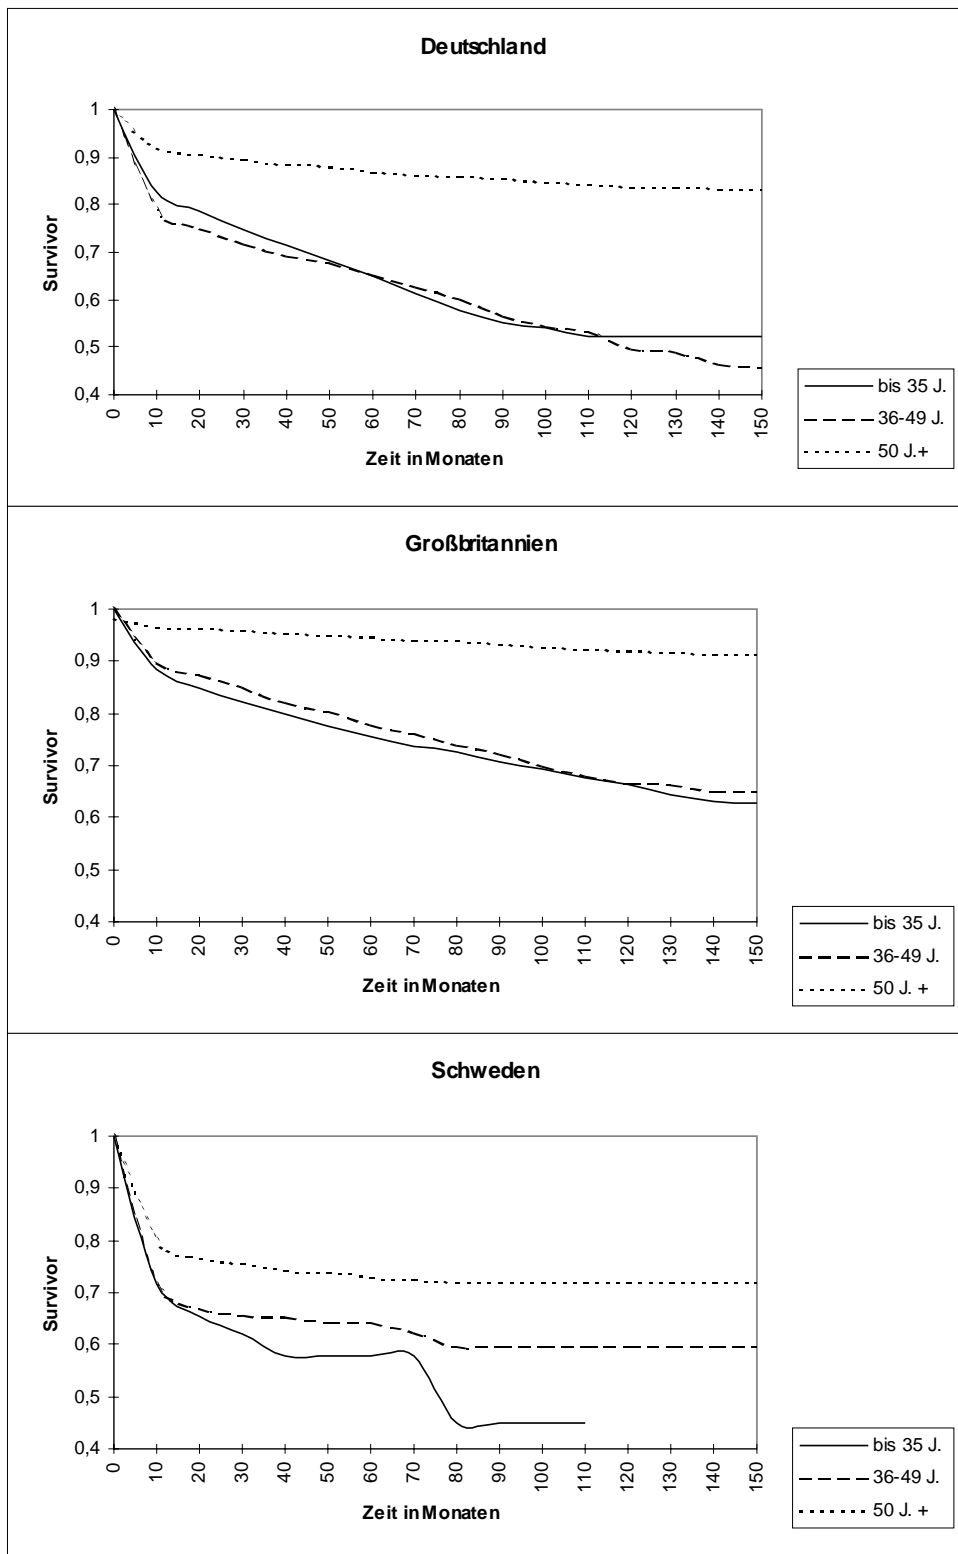 Deutschland
1
0,9
0,8
0,7
0,6
0,5
0,4
Survivor
0 10 20 30 40 50 60 70 80 90 100 110 120 130 140 150
Zeit in Monaten
bis 35 J.
36-49 J.
50 J.+
Großbritannien
1
0,9
0,8
0,7
0,6
0,5
0,4
Survivor
0 10 20 30 40 50 60 70 80 90 100 110 120 130 140 150
Zeit in Monaten
bis 35 J.
36-49 J.
50 J. +
Schweden
1
0,9
0,8
0,7
0,6
0,5
0,4
Survivor
0 10 20 30 40 50 60 70 80 90 100 110 120 130 140 150
Zeit in Monaten
bis 35 J.
36-49 J.
50 J. +